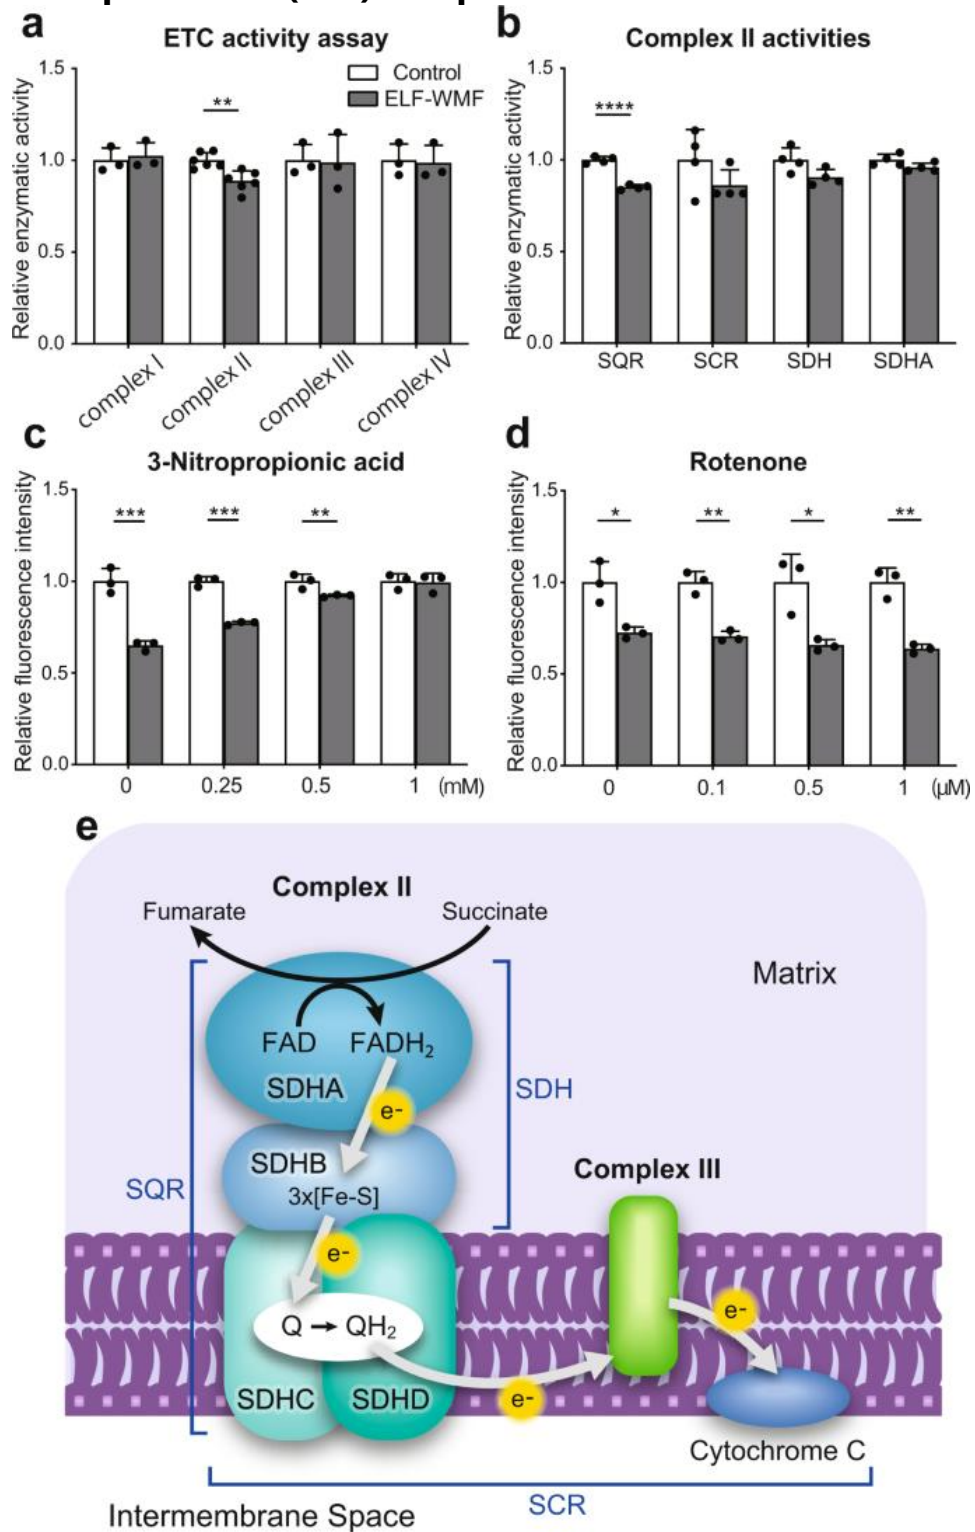 a
ETC activity assay
Relative enzymatic activity
1.5
1.0
0.5
0.0
Control
ELF-WMF
**
complex I
complex II
complex III
complex IV
b
Complex II activities
Relative enzymatic activity
1.5
1.0
0.5
0.0
****
SQR
SCR
SDH
SDHA
c
3-Nitropropionic acid
Relative fluorescence intensity
1.5
1.0
0.5
0.0
***
***
**
0
0.25
0.5
1
(mM)
d
Rotenone
Relative fluorescence intensity
1.5
1.0
0.5
0.0
*
**
*
**
0
0.1
0.5
1
(µM)
e
Complex II
Fumarate
Succinate
Matrix
FAD
FADH2
SDHA
e-
SDH
SDHB
3x[Fe-S]
Complex III
SQR
e-
e-
Q → QH2
SDHC
SDHD
e-
Cytochrome C
SCR
Intermembrane Space